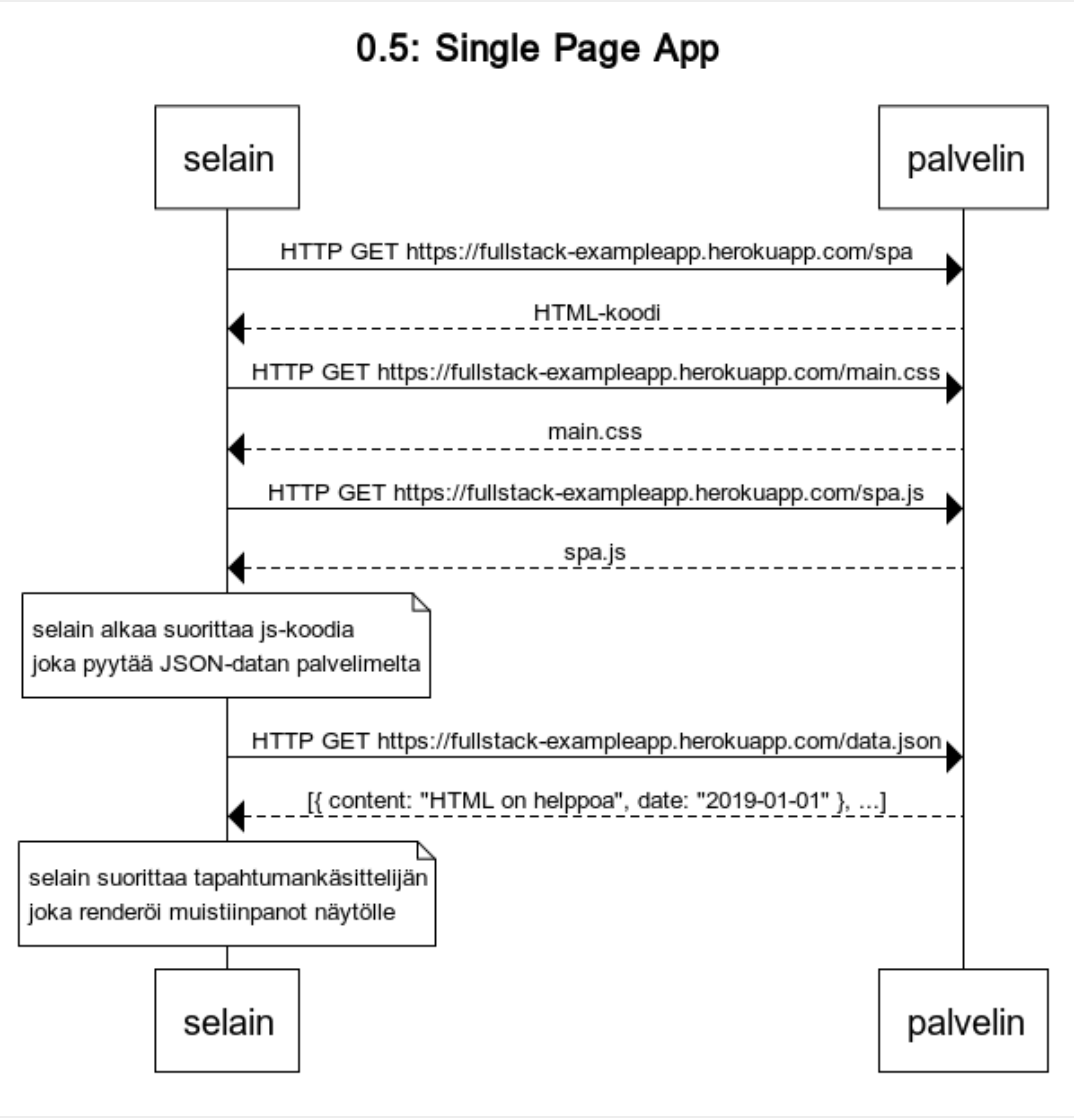 0.5: Single Page App
selain
palvelin
HTTP GET https://fullstack-exampleapp.herokuapp.com/spa
HTML-koodi
HTTP GET https://fullstack-exampleapp.herokuapp.com/main.css
main.css
HTTP GET https://fullstack-exampleapp.herokuapp.com/spa.js
spa.js
selain alkaa suorittaa js-koodia
joka pyytää JSON-datan palvelimelta
HTTP GET https://fullstack-exampleapp.herokuapp.com/data.json
[{ content: "HTML on helppoa", date: "2019-01-01" }, ...]
selain suorittaa tapahtumankäsittelijän
joka renderöi muistiinpanot näytölle
selain
palvelin